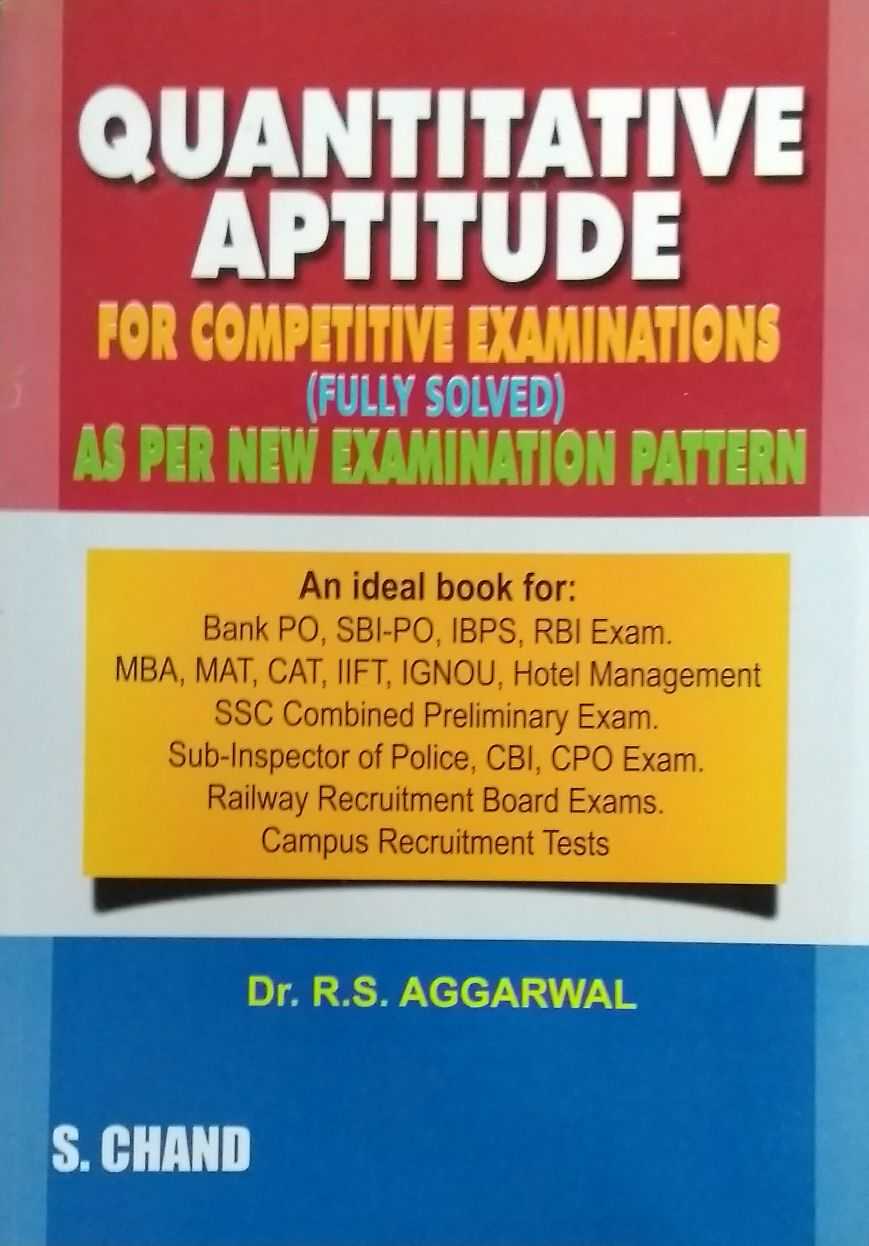 QUANTITATIVE
APTITUDE
FOR COMPETITIVE EXAMINATIONS
(FULLY SOLVED)
AS PER NEW EXAMINATION PATTERN
An ideal book for:
Bank PO, SBI-PO, IBPS, RBI Exam.
MBA, MAT, CAT, IIFT, IGNOU, Hotel Management
SSC Combined Preliminary Exam.
Sub-Inspector of Police, CBI, CPO Exam.
Railway Recruitment Board Exams.
Campus Recruitment Tests
Dr. R.S. AGGARWAL
S. CHAND